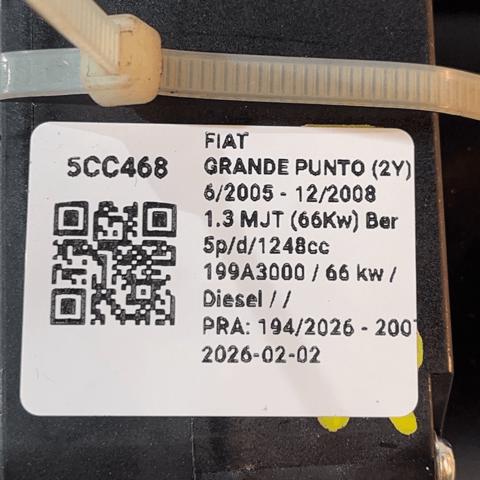 5CC468
FIAT
GRANDE PUNTO (2Y)
6/2005 - 12/2008
1.3 MJT (66Kw) Ber
5p/d/1248cc
199A3000 / 66 kw /
Diesel / /
PRA: 194/2026 - 2007
2026-02-02